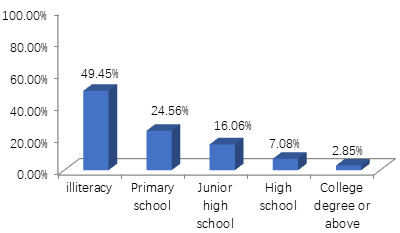 100.00%
80.00%
60.00%
40.00%
20.00%
0.00%
49.45%
24.56%
16.06%
7.08%
2.85%
illiteracy
Primary
school
Junior
high
school
High
school
College
degree or
above